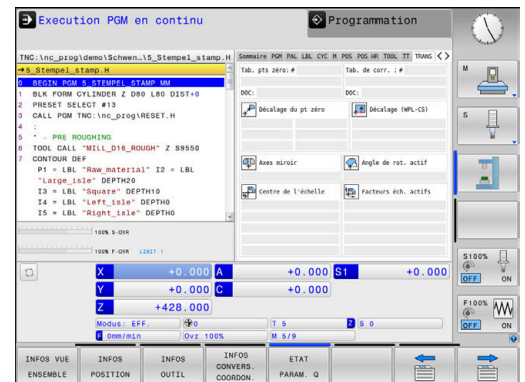 Execution PGM en continu
Programmation
TNC:\nc_prog\demo\Schwen…\5_Stempel_stamp.H
→5_Stempel_stamp.H
0 BEGIN PGM 5_STEMPEL_STAMP MM
1 BLK FORM CYLINDER Z D80 L80 DIST+0
2 PRESET SELECT #13
3 CALL PGM TNC:\nc_prog\RESET.H
4 ;
5 * - PRE ROUGHING
6 TOOL CALL "MILL_D16_ROUGH" Z S9550
7 CONTOUR DEF
P1 = LBL "Raw_material" I2 = LBL
"Large_isle" DEPTH20
I3 = LBL "Square" DEPTH10
I4 = LBL "Left_isle" DEPTH0
I5 = LBL "Right_isle" DEPTH0
Sommaire PGM PAL LBL CYC M POS POS HR TOOL TT TRANS
Tab. pts zéro:#
Tab. de corr. :#
DOC:
DOC:
Décalage du pt zéro
Décalage (WPL-CS)
Axes miroir
Angle de rot. actif
Centre de l'échelle
Facteurs éch. actifs
100% S-OVR
100% F-OVR LIMIT 1
X +0.000 A +0.000 S1 +0.000
Y +0.000 C +0.000
Z +428.000
Modus: EFF. 0 T 5 Z S 0
F 0mm/min Ovr 100% M 5/9
M
S
S100%
OFF ON
F100%
OFF ON
INFOS VUE ENSEMBLE
INFOS POSITION
INFOS OUTIL
INFOS CONVERS. COORDON.
ETAT PARAM. Q